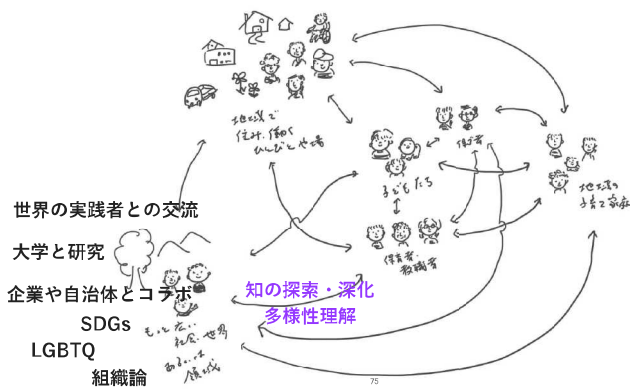 地域で
住み、働く
ひとびとや場
保護者
子どもたち
地域の
子育て家庭
保育者・
教職者
世界の実践者との交流
大学と研究
企業や自治体とコラボ
知の探索・深化
多様性理解
SDGs
もっと広い
社会、世界
LGBTQ
あるいは
領域
組織論
75